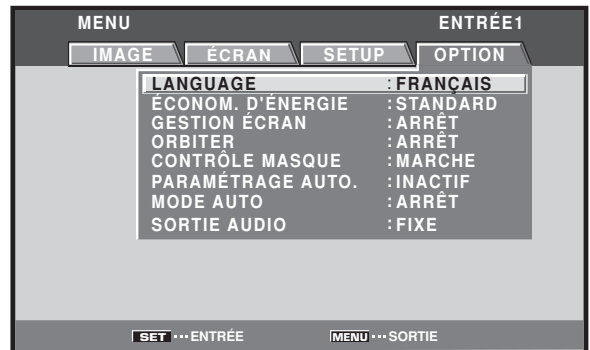 MENU ENTRÉE1
IMAGE ÉCRAN SETUP OPTION
LANGUAGE :FRANÇAIS
ÉCONOM. D'ÉNERGIE :STANDARD
GESTION ÉCRAN :ARRÊT
ORBITER :ARRÊT
CONTRÔLE MASQUE :MARCHE
PARAMÉTRAGE AUTO. :INACTIF
MODE AUTO :ARRÊT
SORTIE AUDIO :FIXE
SET ···ENTRÉE MENU ···SORTIE